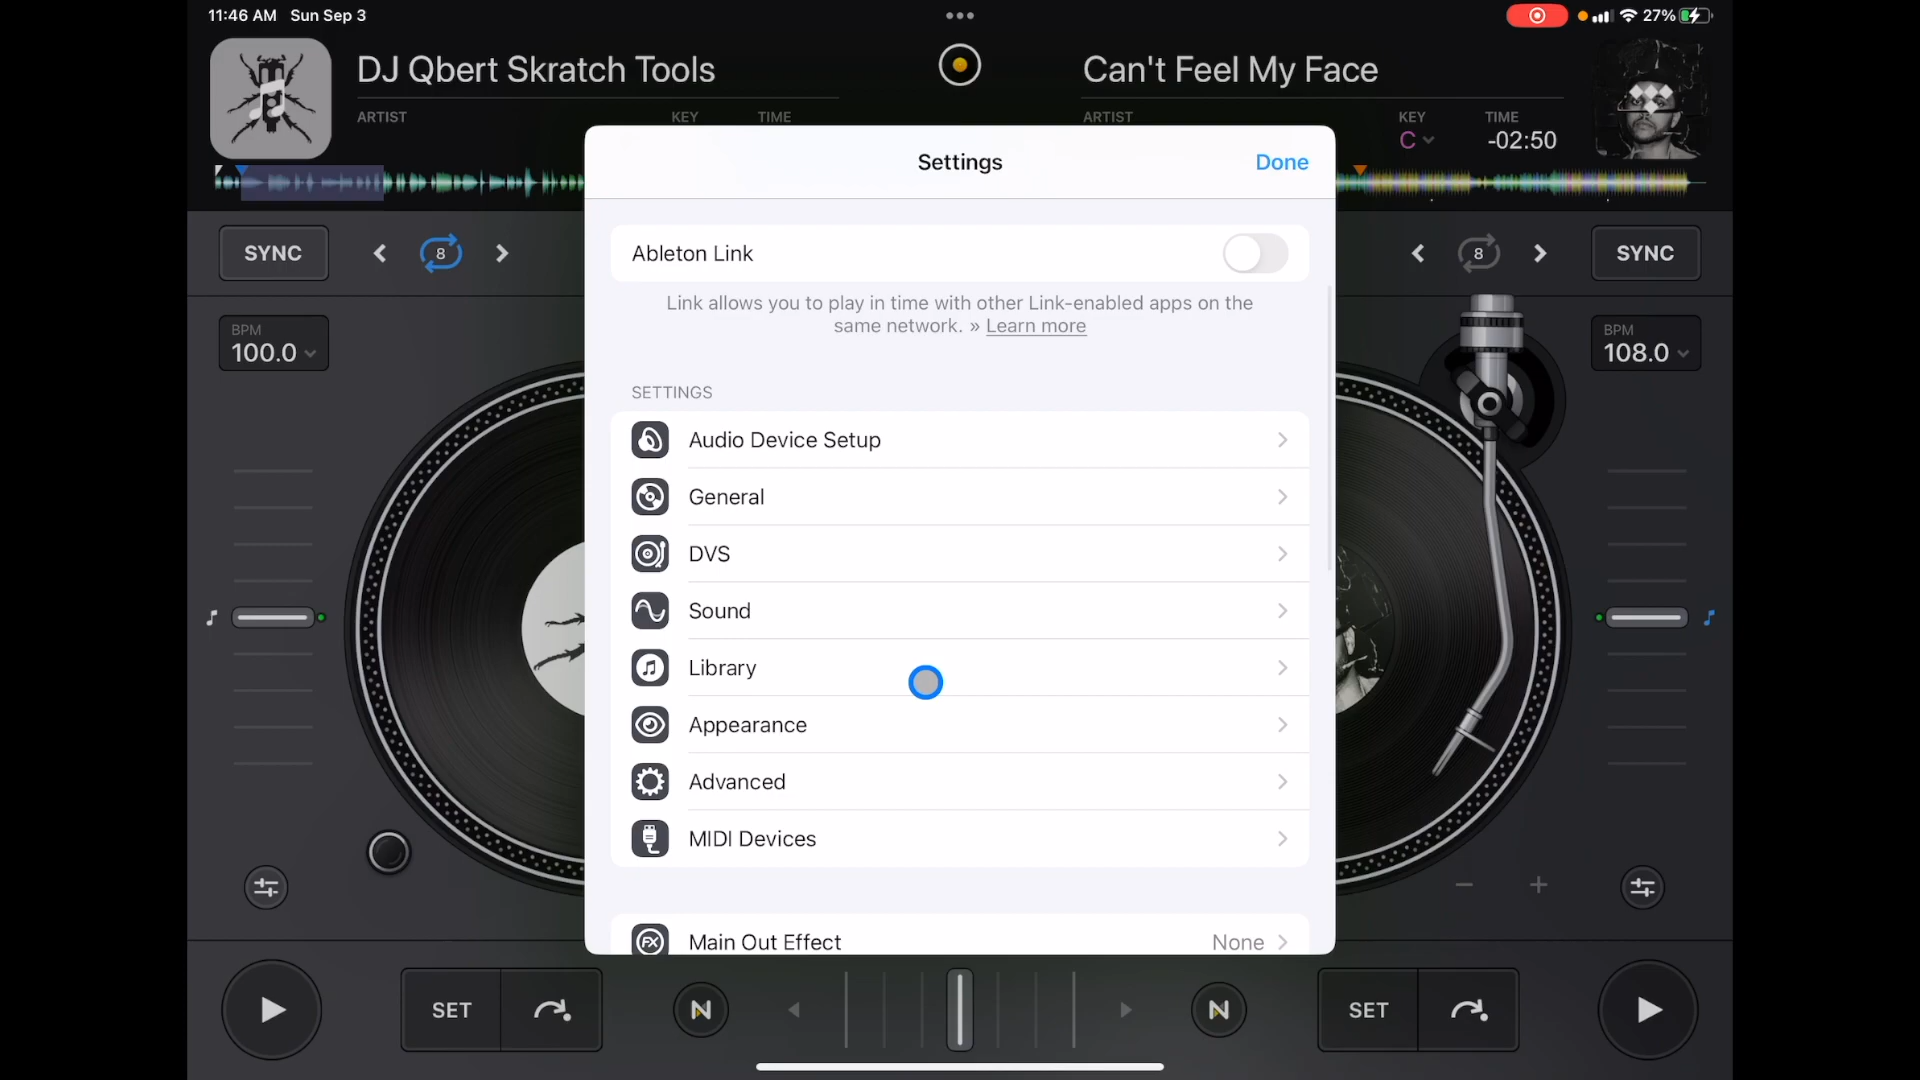 11:46 AM Sun Sep 3
27%
DJ Qbert Skratch Tools
Can't Feel My Face
ARTIST KEY TIME
ARTIST KEY TIME
C -02:50
Settings Done
SYNC 8
8 SYNC
Ableton Link
Link allows you to play in time with other Link-enabled apps on the
same network. » Learn more
BPM
100.0
BPM
108.0
SETTINGS
Audio Device Setup
General
DVS
Sound
Library
Appearance
Advanced
MIDI Devices
FX Main Out Effect None
SET N N SET